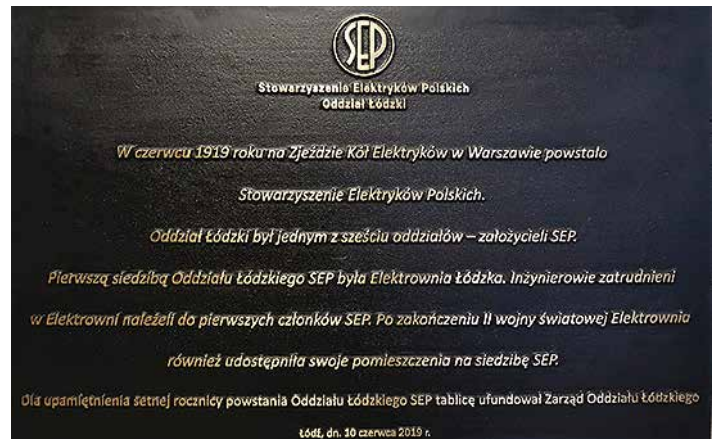 SEP
Stowarzyszenie Elektryków Polskich
Oddział Łódzki
W czerwcu 1919 roku na Zjeździe Kół Elektryków w Warszawie powstało
Stowarzyszenie Elektryków Polskich.
Oddział Łódzki był jednym z sześciu oddziałów – założycieli SEP.
Pierwszą siedzibą Oddziału Łódzkiego SEP była Elektrownia Łódzka. Inżynierowie zatrudnieni
w Elektrowni należeli do pierwszych członków SEP. Po zakończeniu II wojny światowej Elektrownia
również udostępniła swoje pomieszczenia na siedzibę SEP.
Dla upamiętnienia setnej rocznicy powstania Oddziału Łódzkiego SEP tablicę ufundował Zarząd Oddziału Łódzkiego
Łódź, dn. 10 czerwca 2019 r.